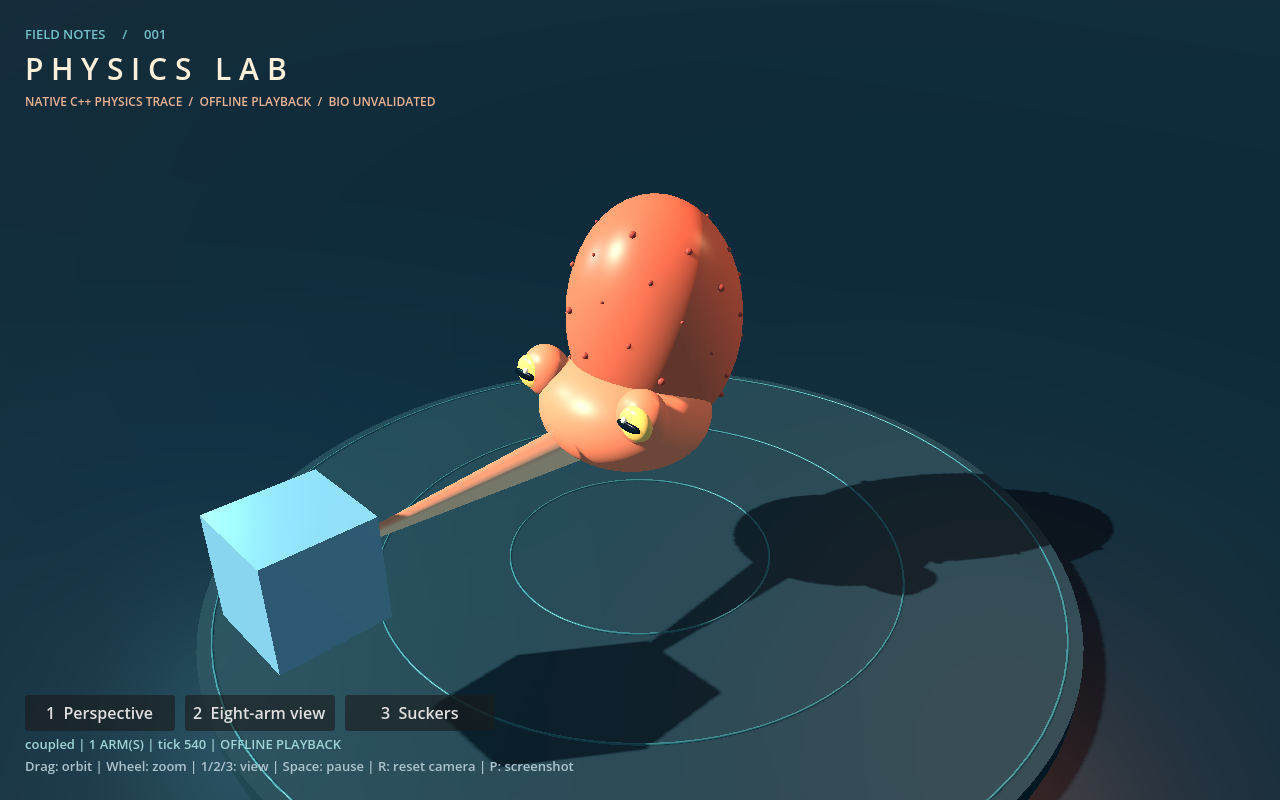 FIELD NOTES / 001
PHYSICS LAB
NATIVE C++ PHYSICS TRACE / OFFLINE PLAYBACK / BIO UNVALIDATED
1 Perspective 2 Eight-arm view 3 Suckers
coupled | 1 ARM(S) | tick 540 | OFFLINE PLAYBACK
Drag: orbit | Wheel: zoom | 1/2/3: view | Space: pause | R: reset camera | P: screenshot